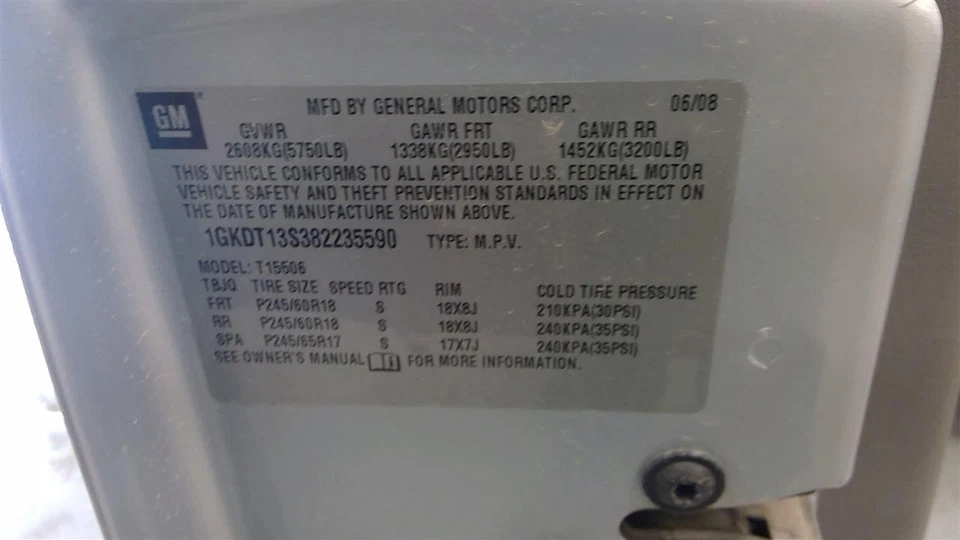 GM MFD BY GENERAL MOTORS CORP. 06/08
GVWR GAWR FRT GAWR RR
2608KG(5750LB) 1338KG(2950LB) 1452KG(3200LB)
THIS VEHICLE CONFORMS TO ALL APPLICABLE U.S. FEDERAL MOTOR
VEHICLE SAFETY AND THEFT PREVENTION STANDARDS IN EFFECT ON
THE DATE OF MANUFACTURE SHOWN ABOVE.
1GKDT13S382235590 TYPE: M.P.V.
MODEL: T15506
TBJQ TIRE SIZE SPEED RTG RIM COLD TIRE PRESSURE
FRT P245/60R18 S 18X8J 210KPA(30PSI)
RR P245/60R18 S 18X8J 240KPA(35PSI)
SPA P245/65R17 S 17X7J 240KPA(35PSI)
SEE OWNER'S MANUAL FOR MORE INFORMATION.